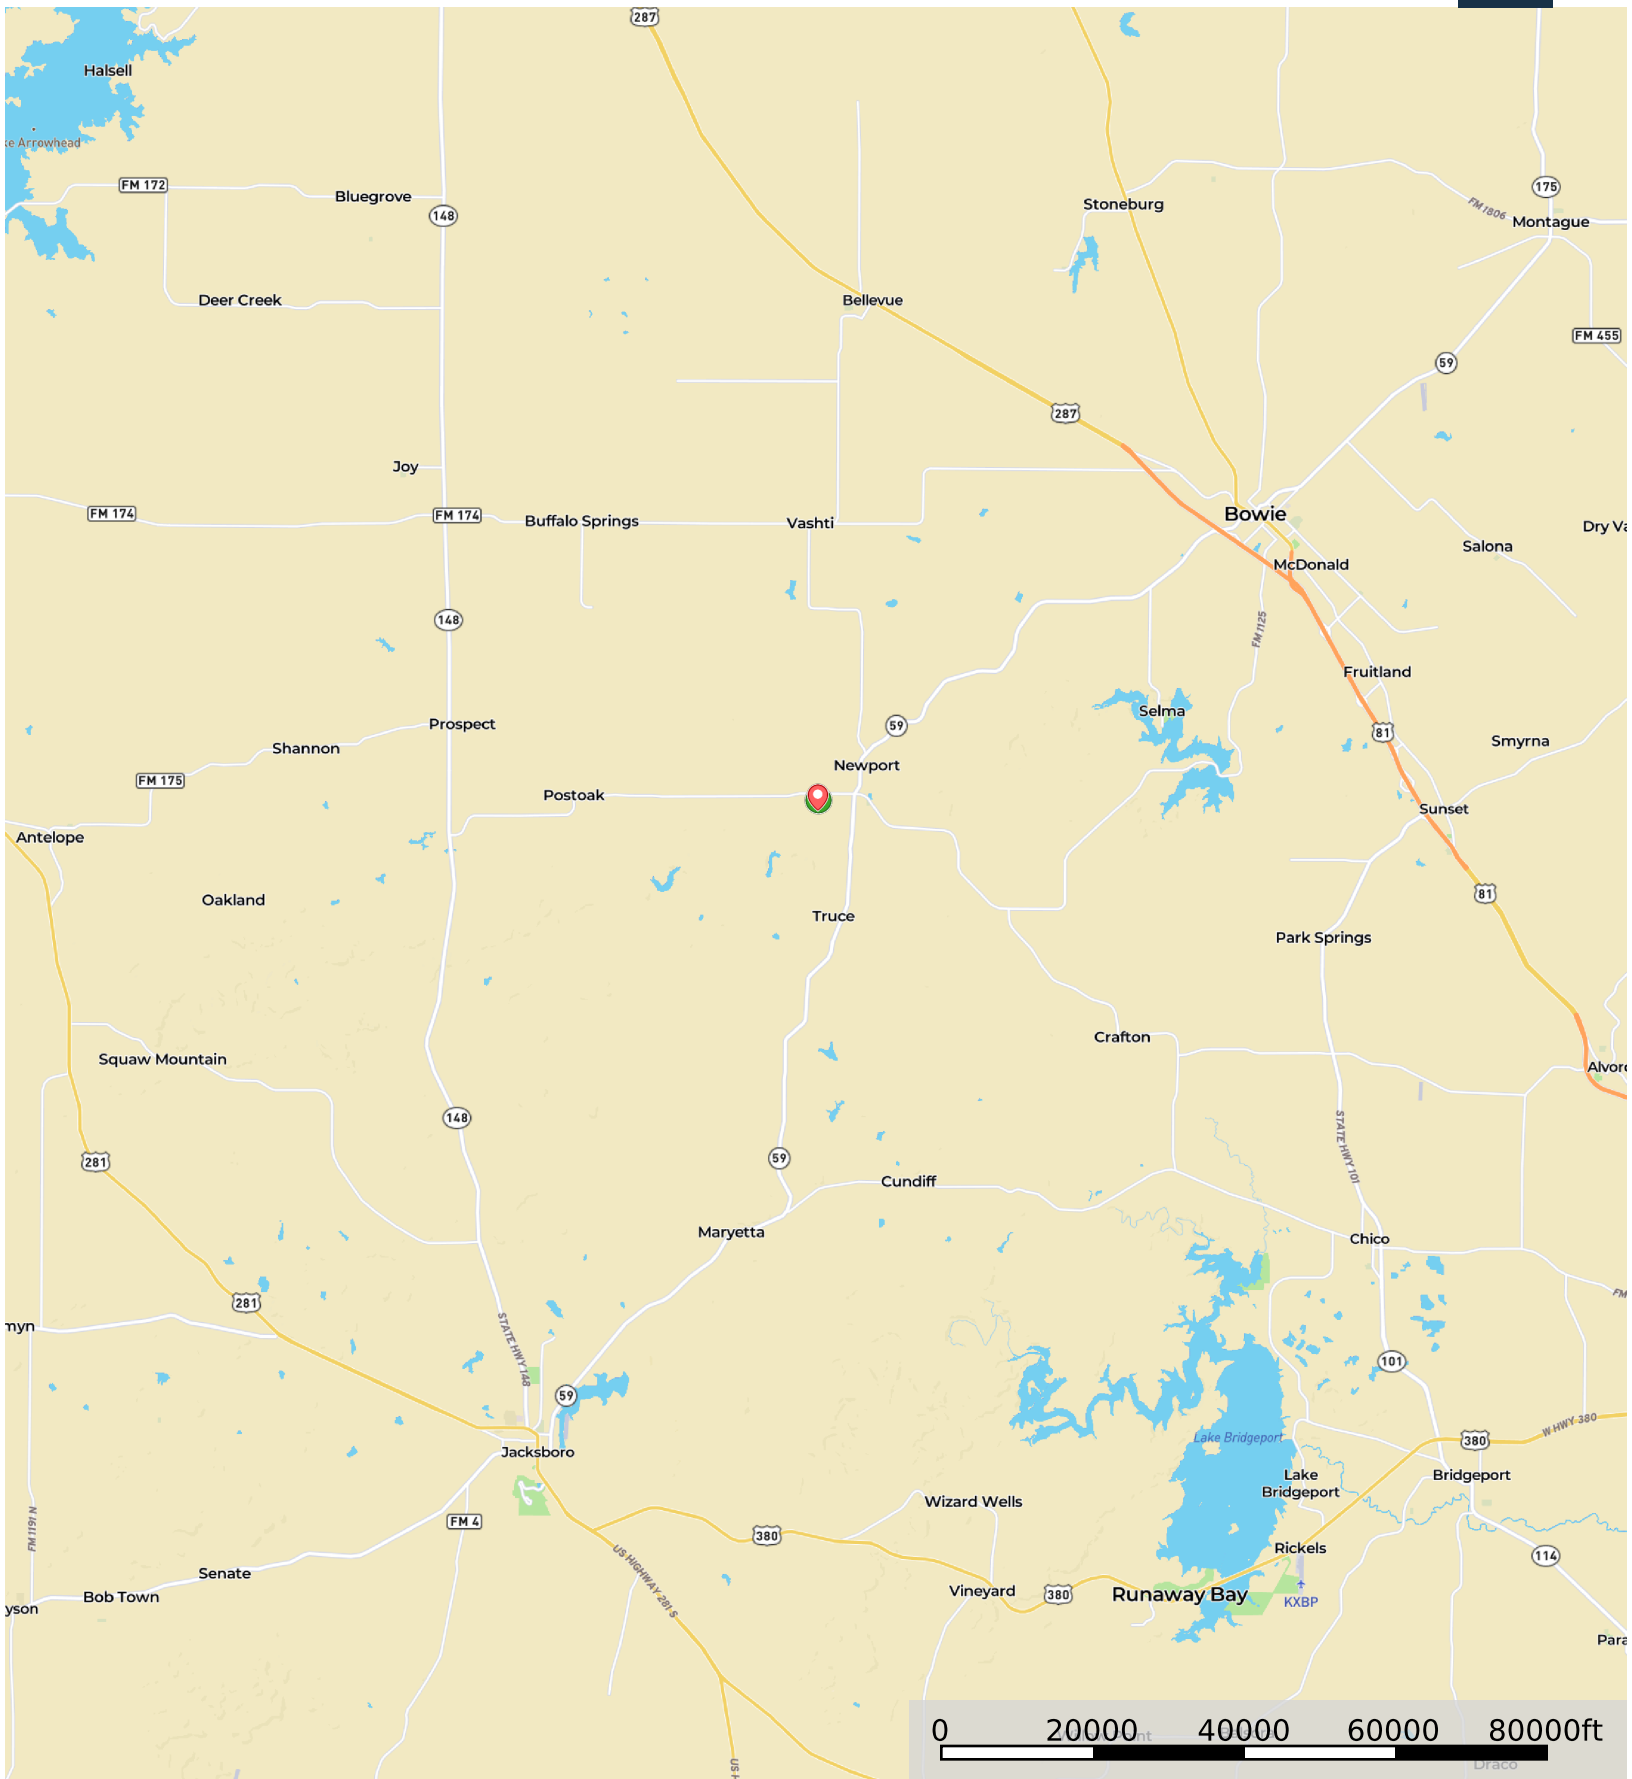 287
Halsell
ke Arrowhead
FM 172
175
Bluegrove
Stoneburg
FM 1806
148
Montague
Deer Creek
Bellevue
FM 455
59
287
Joy
FM 174
FM 174
Buffalo Springs
Vashti
Bowie
Dry Va
Salona
McDonald
148
FM 1125
Fruitland
Selma
Prospect
59
81
Shannon
Smyrna
Newport
FM 175
Postoak
Sunset
Antelope
81
Oakland
Truce
Park Springs
Crafton
Squaw Mountain
Alvord
148
STATE HWY 101
59
281
Cundiff
Maryetta
Chico
FM
281
myn
STATE HWY 148
101
59
W HWY 380
Lake Bridgeport
380
Jacksboro
Lake
Bridgeport
Bridgeport
Wizard Wells
FM 4
FM 1191 N
380
Rickels
114
US HIGHWAY 281 S
Senate
Vineyard
380
Runaway Bay
Bob Town
KXBP
yson
Para
0 20000 40000 60000 80000ft
US H
Draco